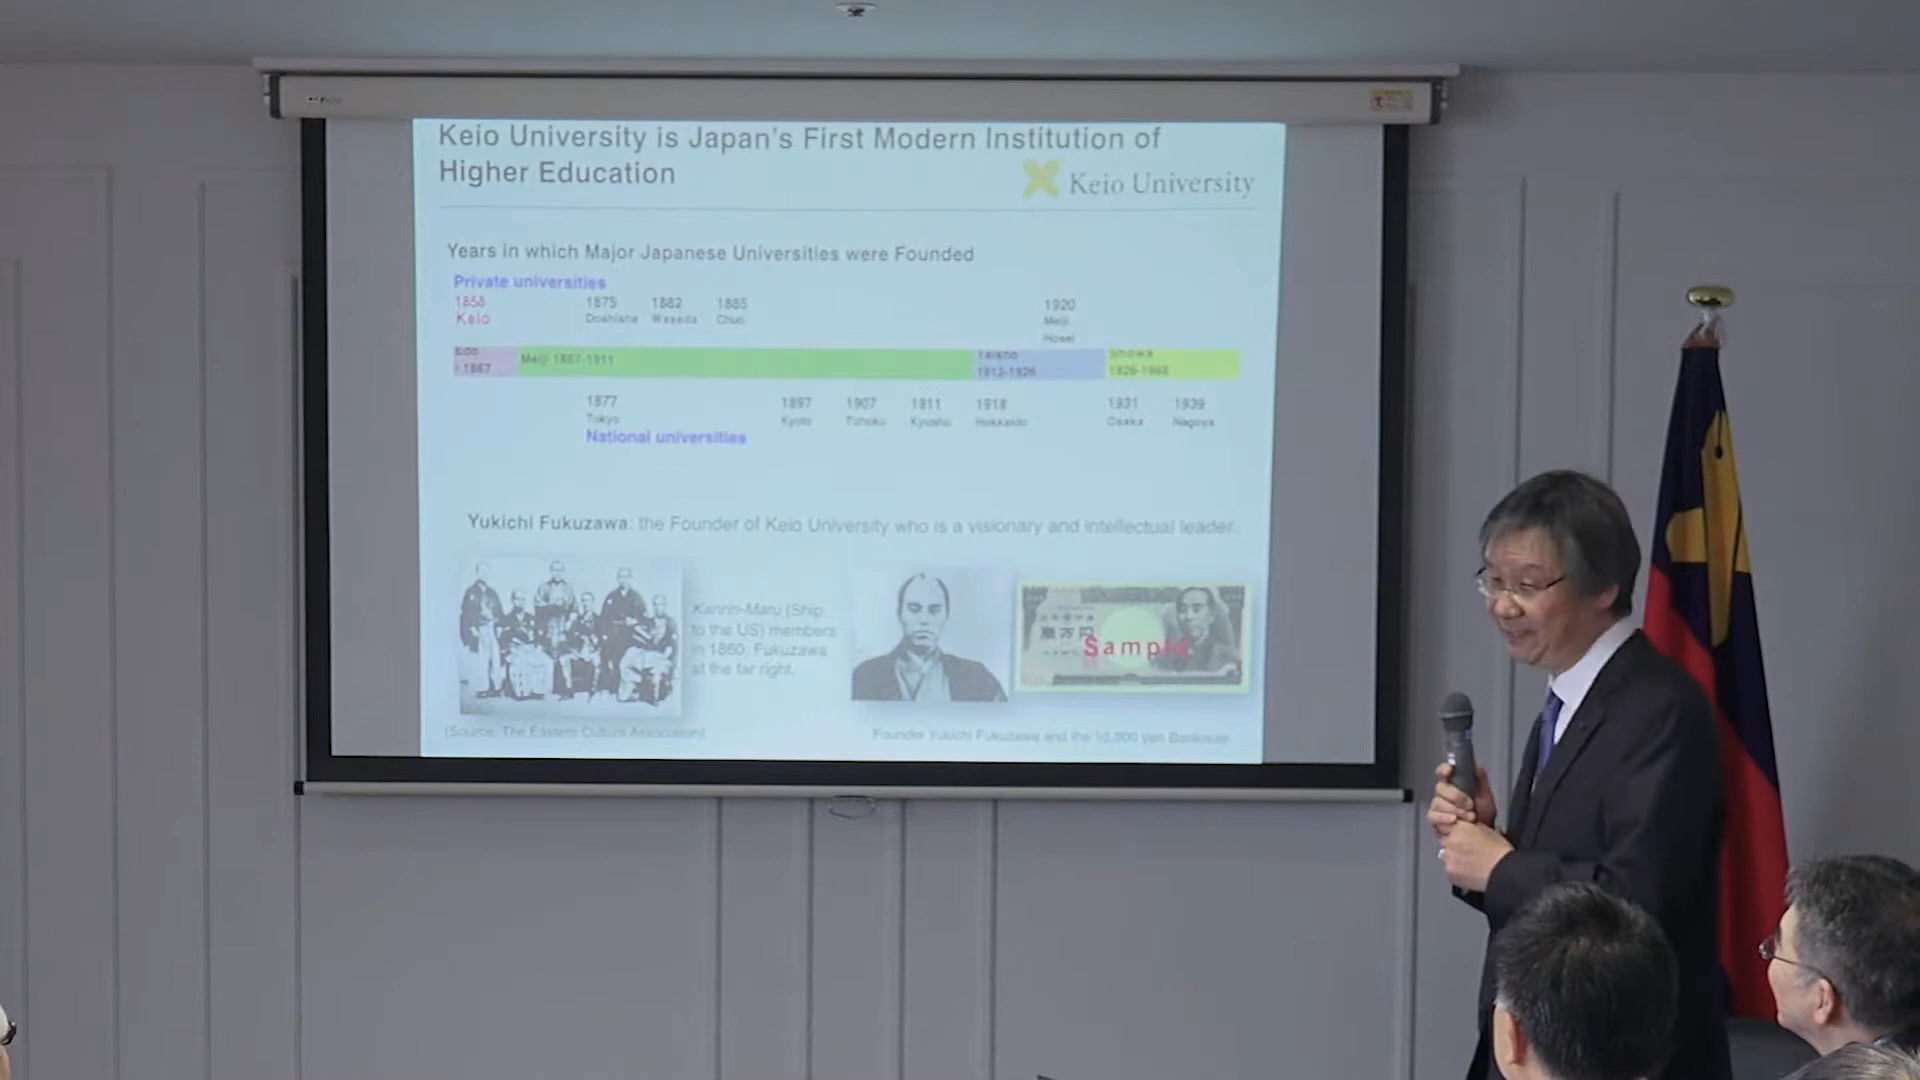 Keio University is Japan's First Modern Institution of
Higher Education
Keio University
Years in which Major Japanese Universities were Founded
Private universities
1858 1875 1882 1885 1920
Keio Doshisha Waseda Chuo Meiji
Hosei
Edo Meiji 1867-1911 Taisho Showa
- 1867 1912-1926 1926-1988
1877 1897 1907 1911 1918 1931 1939
Tokyo Kyoto Tohoku Kyushu Hokkaido Osaka Nagoya
National universities
Yukichi Fukuzawa: the Founder of Keio University who is a visionary and intellectual leader.
Kanrin-Maru (Ship
to the US) members
in 1860. Fukuzawa
at the far right.
壱万円
Sample
(Source: The Eastern Culture Association)
Founder Yukichi Fukuzawa and the 10,000 yen Banknote